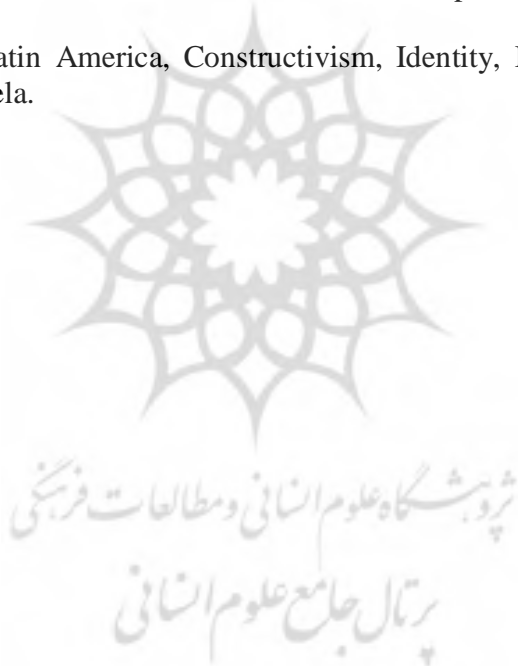 atin America, Constructivism, Identity,
ela.
پژوهشگاه علوم انسانی و مطالعات فرهنگی
پرتال جامع علوم انسانی